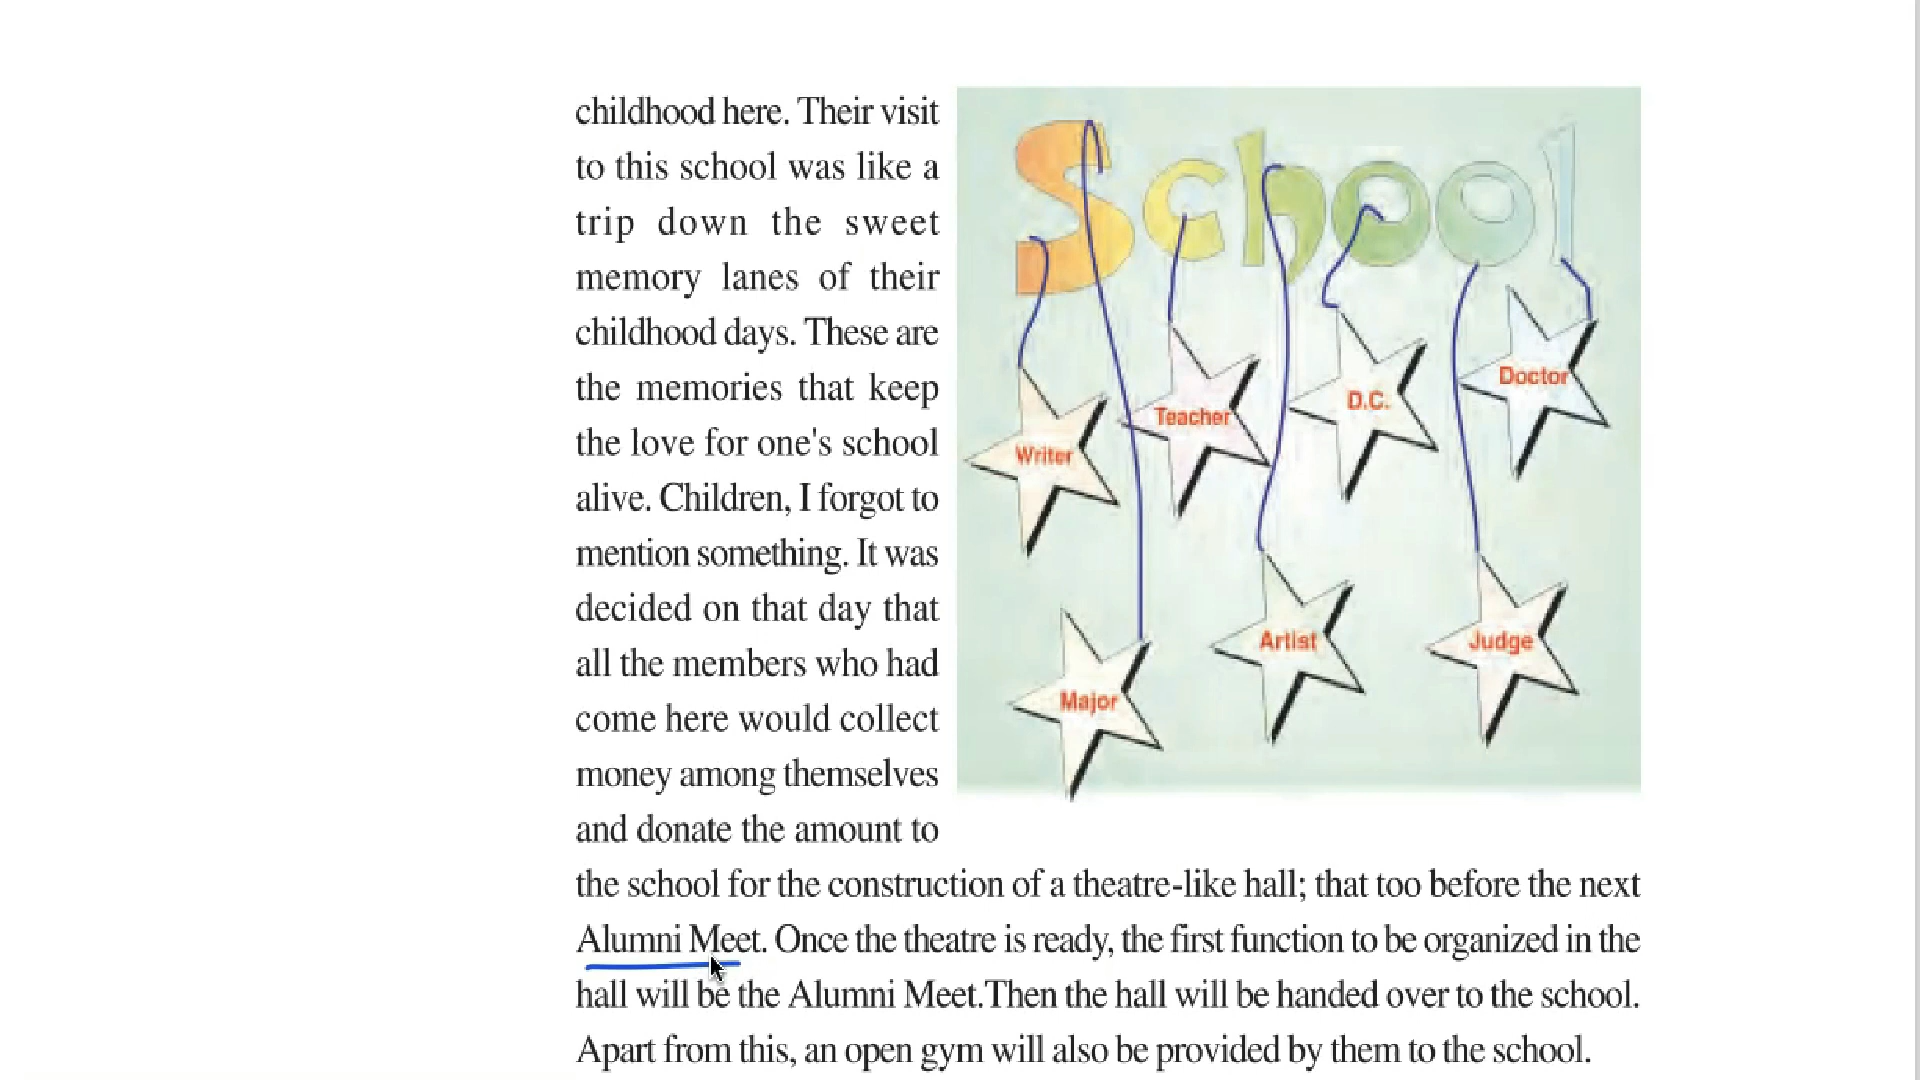 childhood here. Their visit
to this school was like a
trip down the sweet
memory lanes of their
childhood days. These are
the memories that keep
the love for one's school
alive. Children, I forgot to
mention something. It was
decided on that day that
all the members who had
come here would collect
money among themselves
and donate the amount to
the school for the construction of a theatre-like hall; that too before the next
Alumni Meet. Once the theatre is ready, the first function to be organized in the
hall will be the Alumni Meet.Then the hall will be handed over to the school.
Apart from this, an open gym will also be provided by them to the school.
School
Writer
Teacher
D.C.
Doctor
Major
Artist
Judge